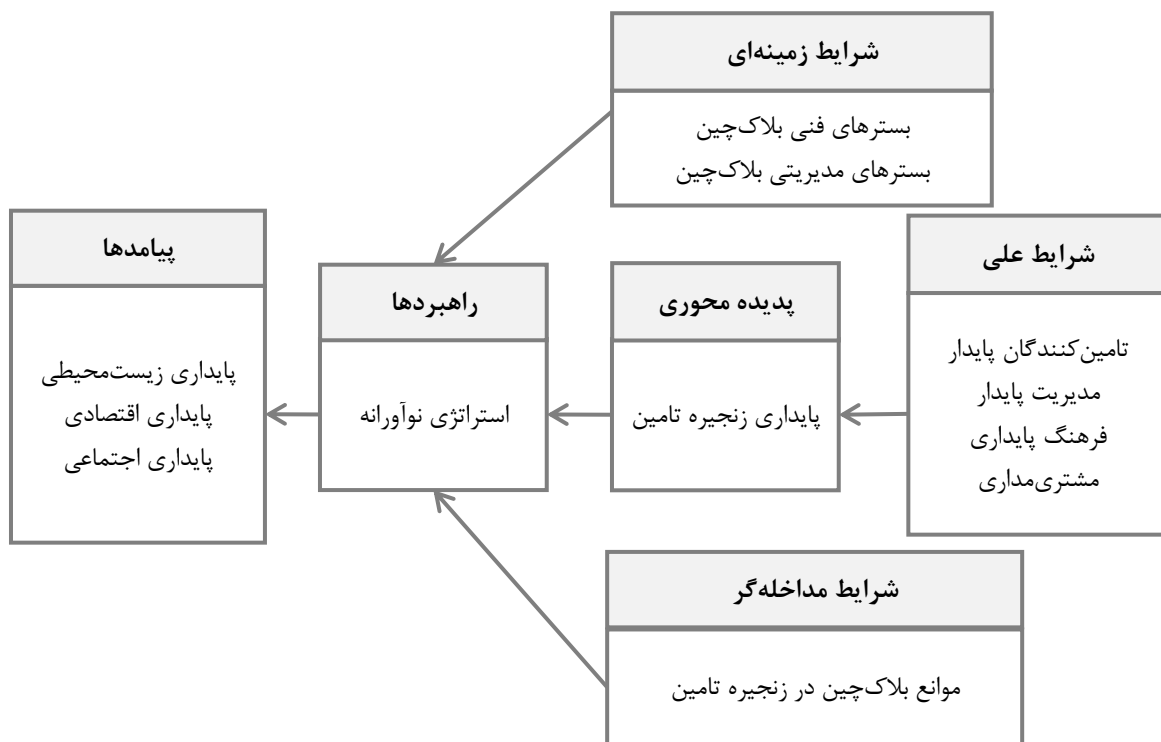 شرایط زمینه‌ای
بسترهای فنی بلاک‌چین
بسترهای مدیریتی بلاک‌چین
شرایط علی
تامین‌کنندگان پایدار
مدیریت پایدار
فرهنگ پایداری
مشتری‌مداری
پدیده محوری
پایداری زنجیره تامین
راهبردها
استراتژی نوآورانه
پیامدها
پایداری زیست‌محیطی
پایداری اقتصادی
پایداری اجتماعی
شرایط مداخله‌گر
موانع بلاک‌چین در زنجیره تامین